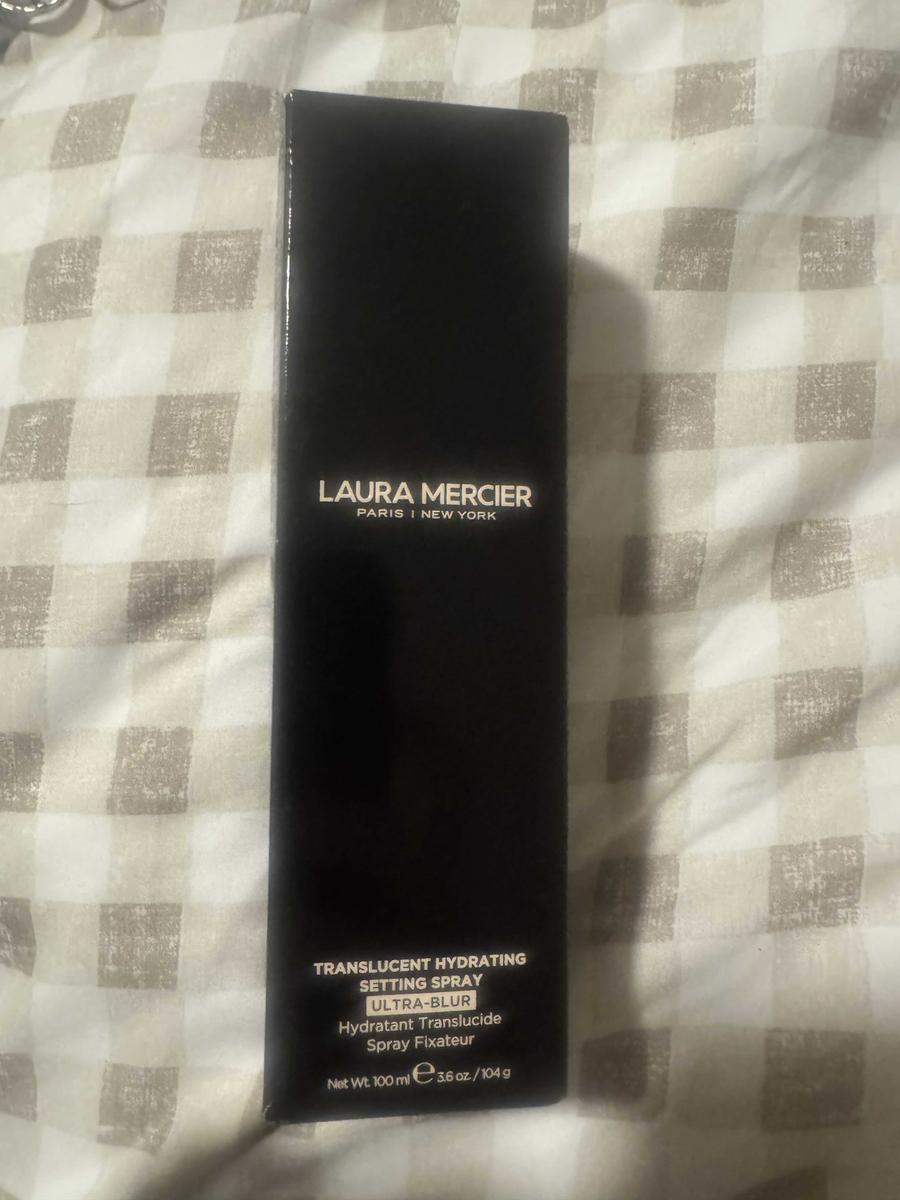 LAURA MERCIER
PARIS | NEW YORK
TRANSLUCENT HYDRATING
SETTING SPRAY
ULTRA-BLUR
Hydratant Translucide
Spray Fixateur
Net Wt. 100 ml ℮ 3.6 oz. / 104 g